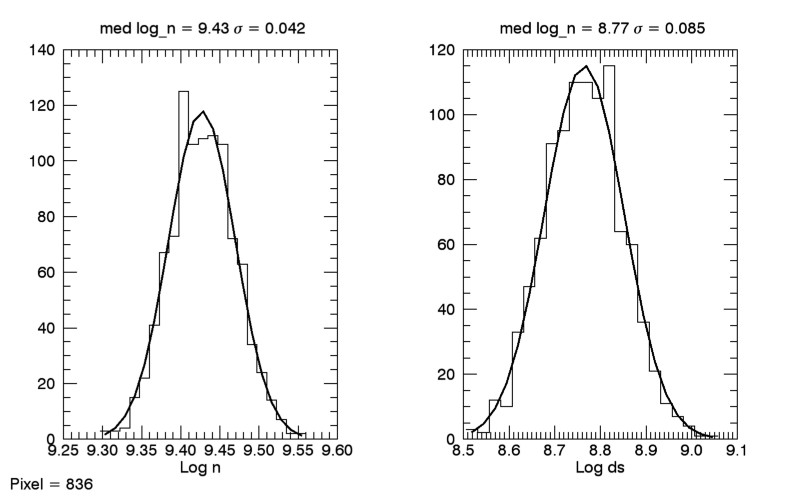 med log_n = 9.43 σ = 0.042
140
120
100
80
60
40
20
0
9.25 9.30 9.35 9.40 9.45 9.50 9.55 9.60
Log n
med log_n = 8.77 σ = 0.085
120
100
80
60
40
20
0
8.5 8.6 8.7 8.8 8.9 9.0 9.1
Log ds
Pixel = 836